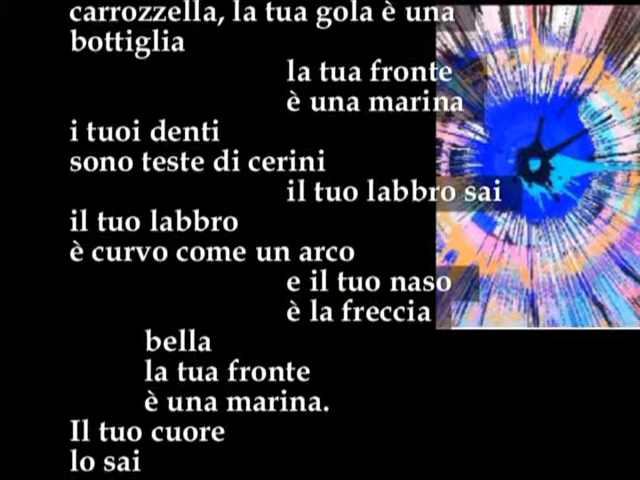 carrozzella, la tua gola è una
bottiglia
la tua fronte
è una marina
i tuoi denti
sono teste di cerini
il tuo labbro sai
il tuo labbro
è curvo come un arco
e il tuo naso
è la freccia
bella
la tua fronte
è una marina.
Il tuo cuore
lo sai